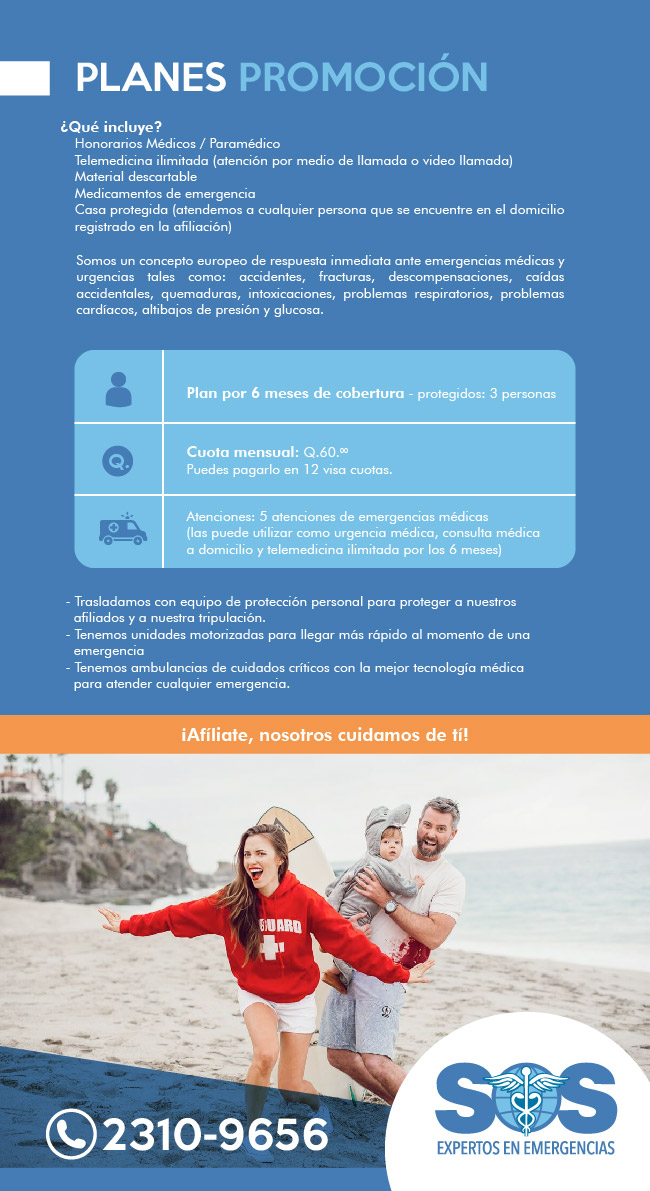 PLANES PROMOCIÓN
¿Qué incluye?
Honorarios Médicos / Paramédico
Telemedicina ilimitada (atención por medio de llamada o video llamada)
Material descartable
Medicamentos de emergencia
Casa protegida (atendemos a cualquier persona que se encuentre en el domicilio
registrado en la afiliación)
Somos un concepto europeo de respuesta inmediata ante emergencias médicas y
urgencias tales como: accidentes, fracturas, descompensaciones, caídas
accidentales, quemaduras, intoxicaciones, problemas respiratorios, problemas
cardíacos, altibajos de presión y glucosa.
Plan por 6 meses de cobertura - protegidos: 3 personas
Q.
Cuota mensual: Q.60.⁰⁰
Puedes pagarlo en 12 visa cuotas.
Atenciones: 5 atenciones de emergencias médicas
(las puede utilizar como urgencia médica, consulta médica
a domicilio y telemedicina ilimitada por los 6 meses)
- Trasladamos con equipo de protección personal para proteger a nuestros
afiliados y a nuestra tripulación.
- Tenemos unidades motorizadas para llegar más rápido al momento de una
emergencia
- Tenemos ambulancias de cuidados críticos con la mejor tecnología médica
para atender cualquier emergencia.
¡Afíliate, nosotros cuidamos de tí!
GUARD
2310-9656
SOS
EXPERTOS EN EMERGENCIAS